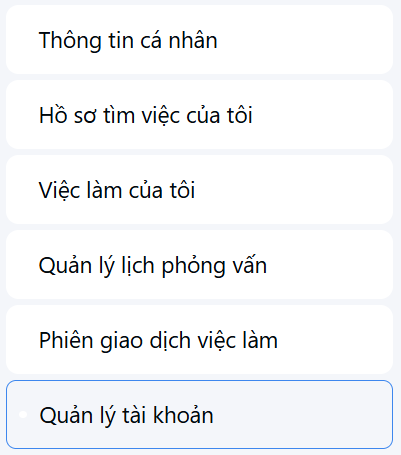 Thông tin cá nhân
Hồ sơ tìm việc của tôi
Việc làm của tôi
Quản lý lịch phỏng vấn
Phiên giao dịch việc làm
Quản lý tài khoản